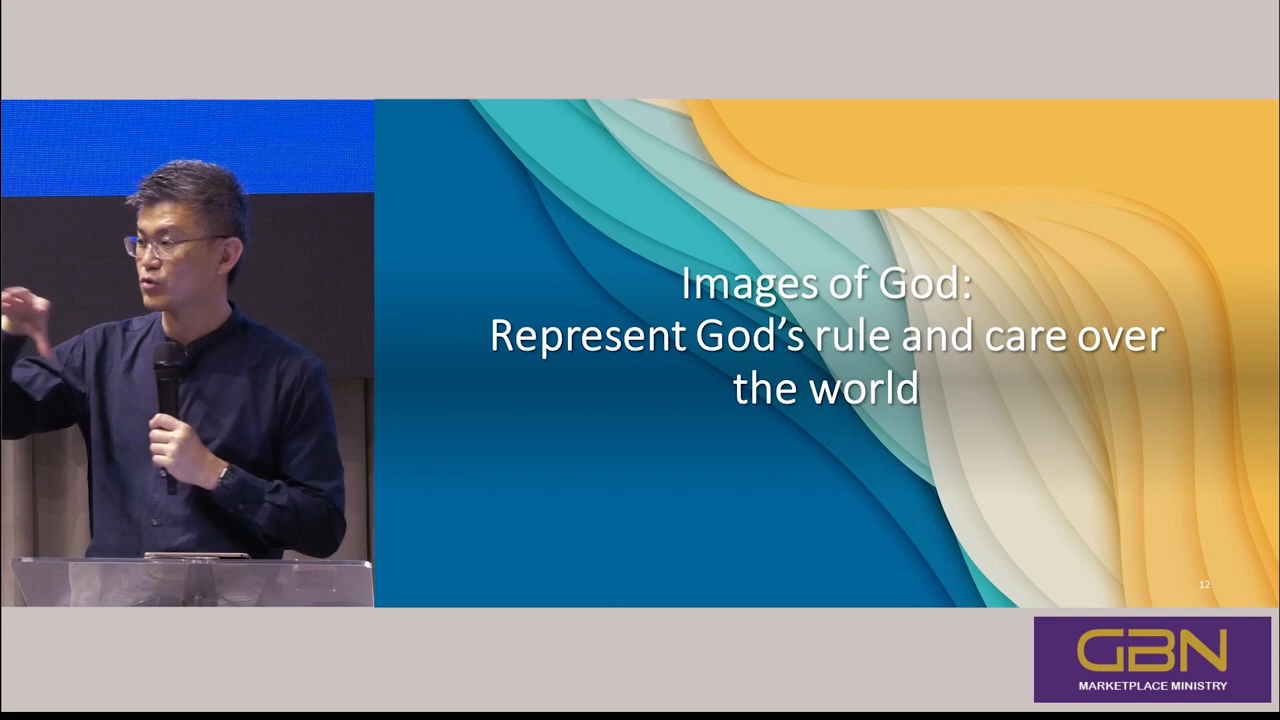 Images of God:
Represent God’s rule and care over
the world
12
GBN
MARKETPLACE MINISTRY